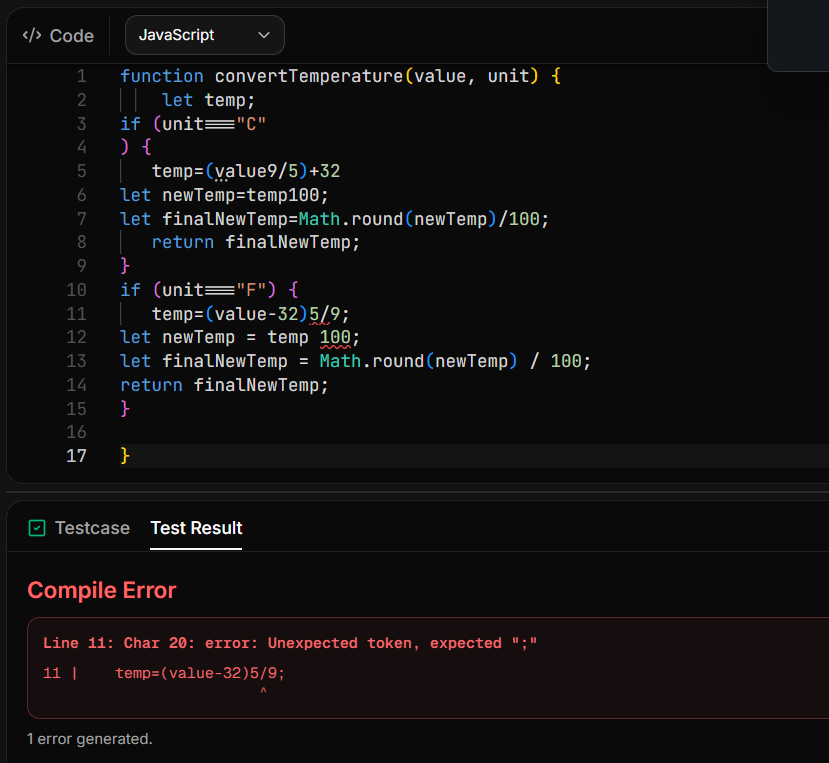 </> Code JavaScript
1 function convertTemperature(value, unit) {
2 let temp;
3 if (unit==="C"
4 ) {
5 temp=(value9/5)+32
6 let newTemp=temp100;
7 let finalNewTemp=Math.round(newTemp)/100;
8 return finalNewTemp;
9 }
10 if (unit==="F") {
11 temp=(value-32)5/9;
12 let newTemp = temp 100;
13 let finalNewTemp = Math.round(newTemp) / 100;
14 return finalNewTemp;
15 }
16
17 }
Testcase Test Result
Compile Error
Line 11: Char 20: error: Unexpected token, expected ";"
11 | temp=(value-32)5/9;
^
1 error generated.